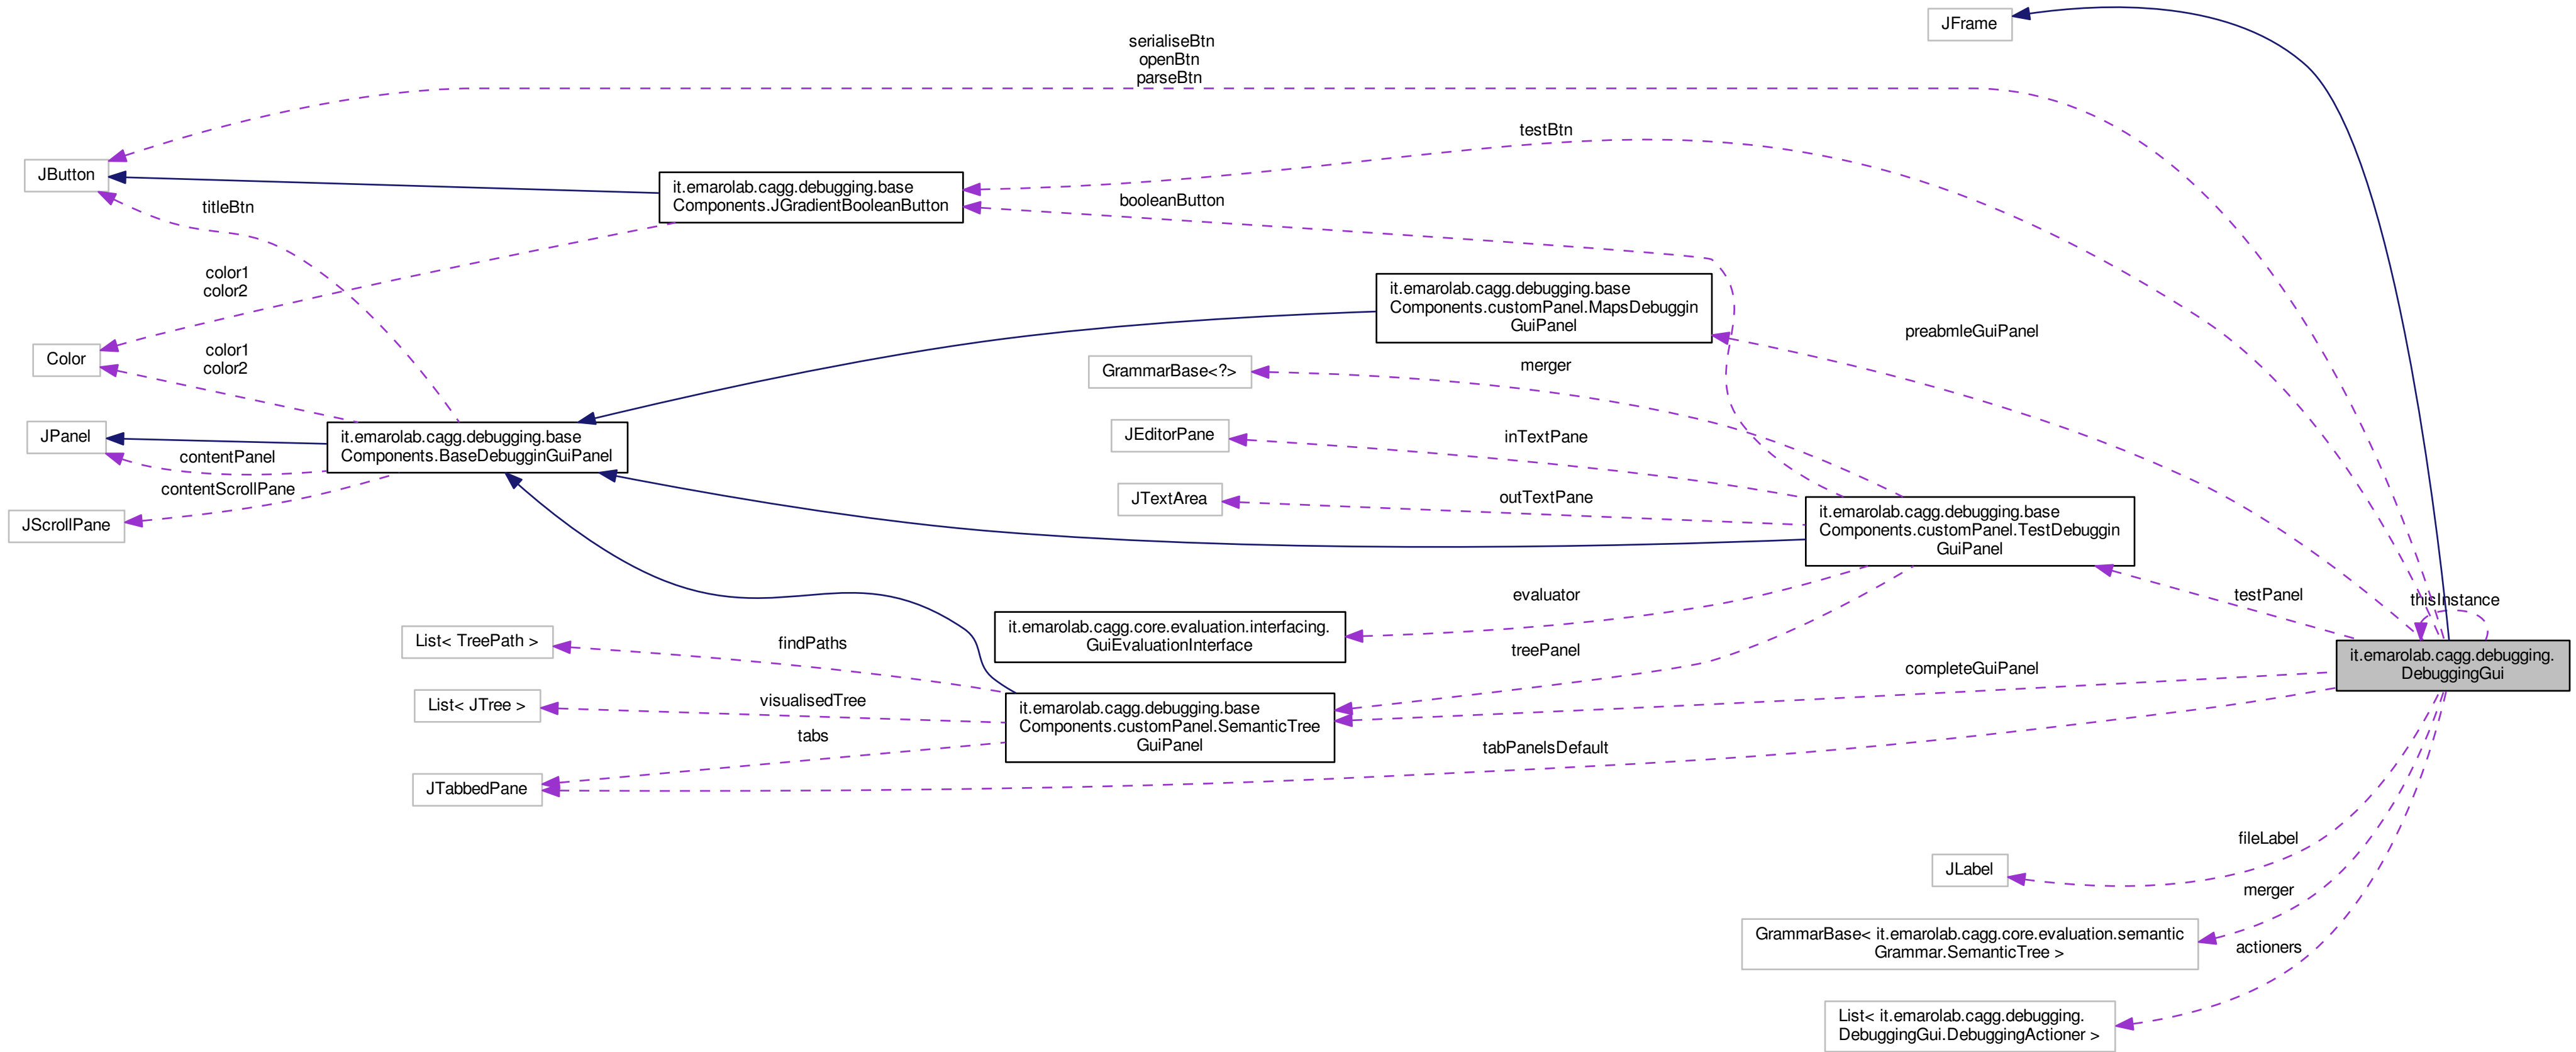 JFrame
serialiseBtn
openBtn
parseBtn
testBtn
JButton
it.emarolab.cagg.debugging.base
Components.JGradientBooleanButton
titleBtn
booleanButton
color1
color2
it.emarolab.cagg.debugging.base
Components.customPanel.MapsDebuggin
GuiPanel
preabmleGuiPanel
Color
color1
color2
GrammarBase<?>
merger
JPanel
it.emarolab.cagg.debugging.base
Components.BaseDebugginGuiPanel
JEditorPane
inTextPane
contentPanel
contentScrollPane
JTextArea
outTextPane
JScrollPane
it.emarolab.cagg.debugging.base
Components.customPanel.TestDebuggin
GuiPanel
evaluator
testPanel
thisInstance
it.emarolab.cagg.core.evaluation.interfacing.
GuiEvaluationInterface
List< TreePath >
findPaths
treePanel
it.emarolab.cagg.debugging.
DebuggingGui
completeGuiPanel
List< JTree >
visualisedTree
it.emarolab.cagg.debugging.base
Components.customPanel.SemanticTree
GuiPanel
tabs
tabPanelsDefault
JTabbedPane
fileLabel
JLabel
merger
GrammarBase< it.emarolab.cagg.core.evaluation.semantic
Grammar.SemanticTree >
actioners
List< it.emarolab.cagg.debugging.
DebuggingGui.DebuggingActioner >